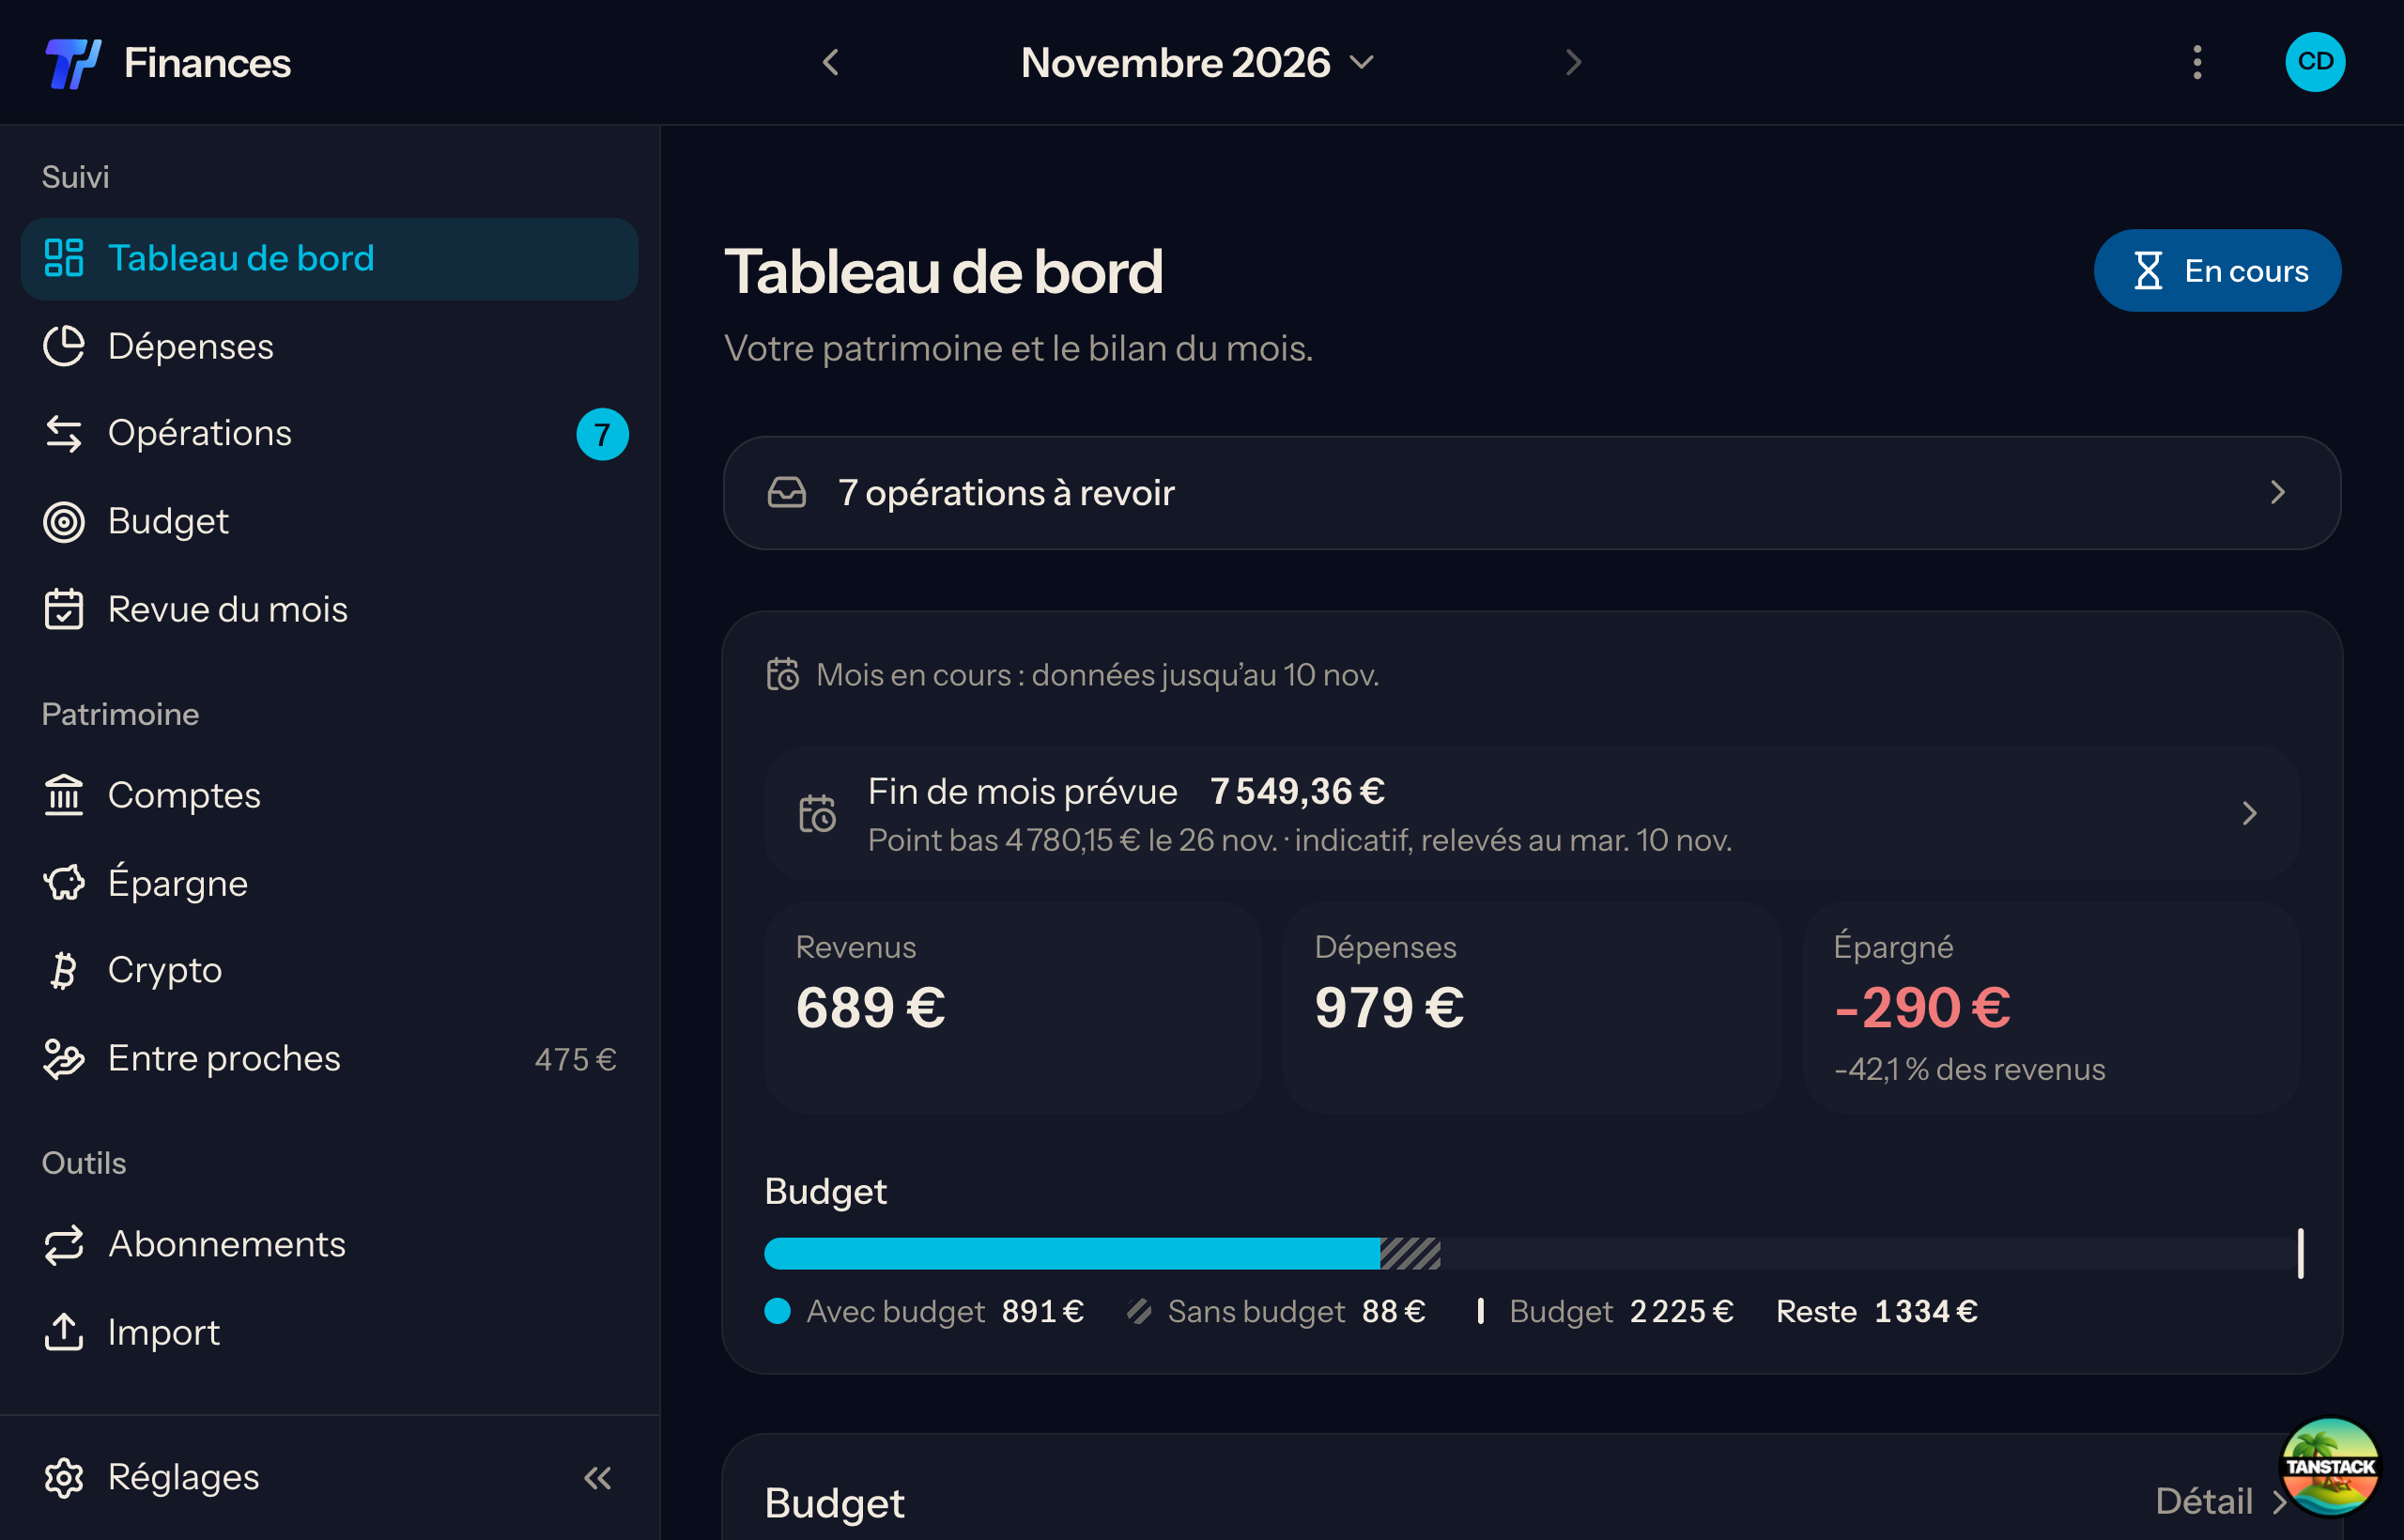 Finances
Novembre 2026
CD
Suivi
Tableau de bord
Dépenses
Opérations
7
Budget
Revue du mois
Patrimoine
Comptes
Épargne
Crypto
Entre proches
475 €
Outils
Abonnements
Import
Réglages
Tableau de bord
En cours
Votre patrimoine et le bilan du mois.
7 opérations à revoir
Mois en cours : données jusqu’au 10 nov.
Fin de mois prévue 7 549,36 €
Point bas 4 780,15 € le 26 nov. · indicatif, relevés au mar. 10 nov.
Revenus
689 €
Dépenses
979 €
Épargné
-290 €
-42,1 % des revenus
Budget
Avec budget 891 € Sans budget 88 € Budget 2 225 € Reste 1 334 €
Budget
Détail
TANSTACK